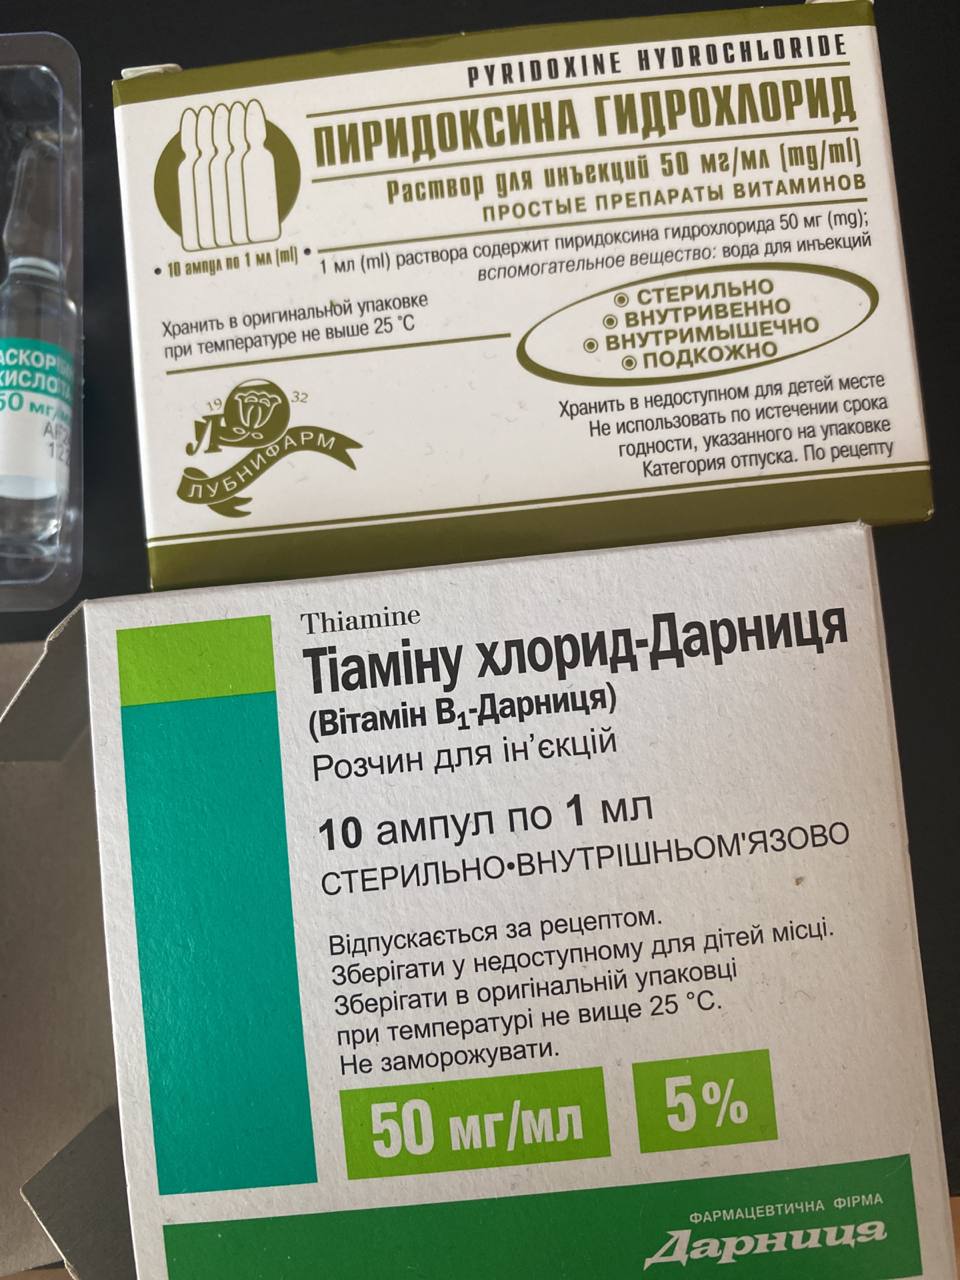 PYRIDOXINE HYDROCHLORIDE
ПИРИДОКСИНА ГИДРОХЛОРИД
Раствор для инъекций 50 мг/мл (mg/ml)
ПРОСТЫЕ ПРЕПАРАТЫ ВИТАМИНОВ
• 10 ампул по 1 мл (ml) •
1 мл (ml) раствора содержит пиридоксина гидрохлорида 50 мг (mg);
вспомогательное вещество: вода для инъекций
Хранить в оригинальной упаковке
при температуре не выше 25 °С
СТЕРИЛЬНО
ВНУТРИВЕННО
ВНУТРИМЫШЕЧНО
ПОДКОЖНО
19 32
ЛУБНИФАРМ
Хранить в недоступном для детей месте
Не использовать по истечении срока
годности, указанного на упаковке
Категория отпуска. По рецепту
КИСЛОТА
50 мг/
Thiamine
Тіаміну хлорид-Дарниця
(Вітамін В₁-Дарниця)
Розчин для ін'єкцій
10 ампул по 1 мл
СТЕРИЛЬНО•ВНУТРІШНЬОМ'ЯЗОВО
Відпускається за рецептом.
Зберігати у недоступному для дітей місці.
Зберігати в оригінальній упаковці
при температурі не вище 25 °С.
Не заморожувати.
50 мг/мл
5%
ФАРМАЦЕВТИЧНА ФІРМА
Дарниця